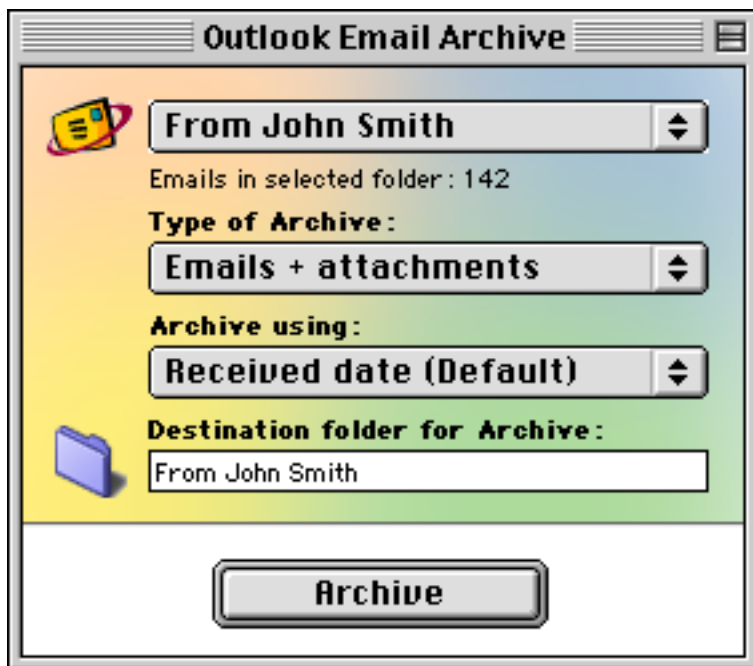 Outlook Email Archive
From John Smith
Emails in selected folder: 142
Type of Archive:
Emails + attachments
Archive using:
Received date (Default)
Destination folder for Archive:
From John Smith
Archive